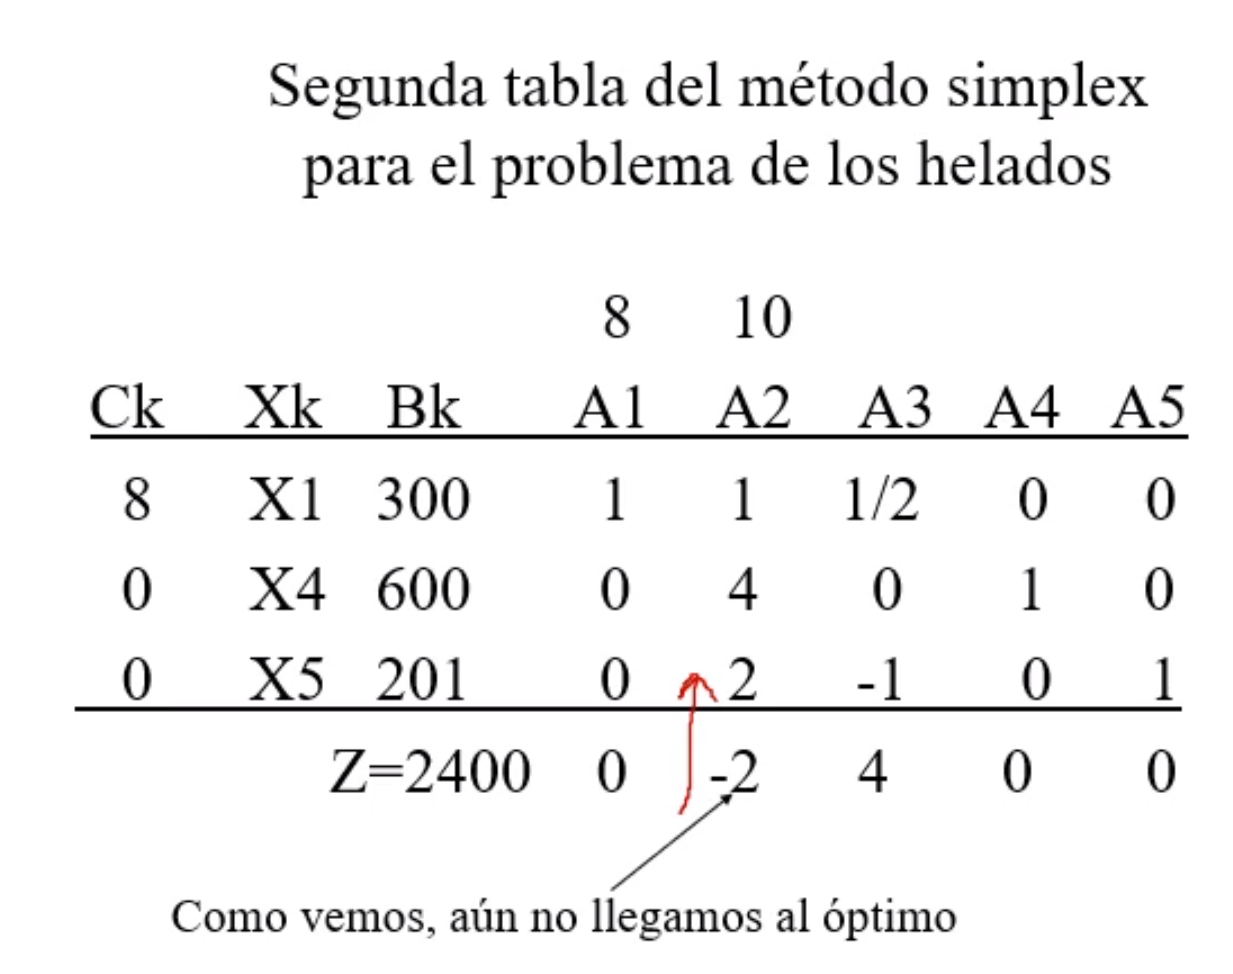 Segunda tabla del método simplex
para el problema de los helados
8 10
Ck Xk Bk A1 A2 A3 A4 A5
8 X1 300 1 1 1/2 0 0
0 X4 600 0 4 0 1 0
0 X5 201 0 2 -1 0 1
Z=2400 0 -2 4 0 0
Como vemos, aún no llegamos al óptimo